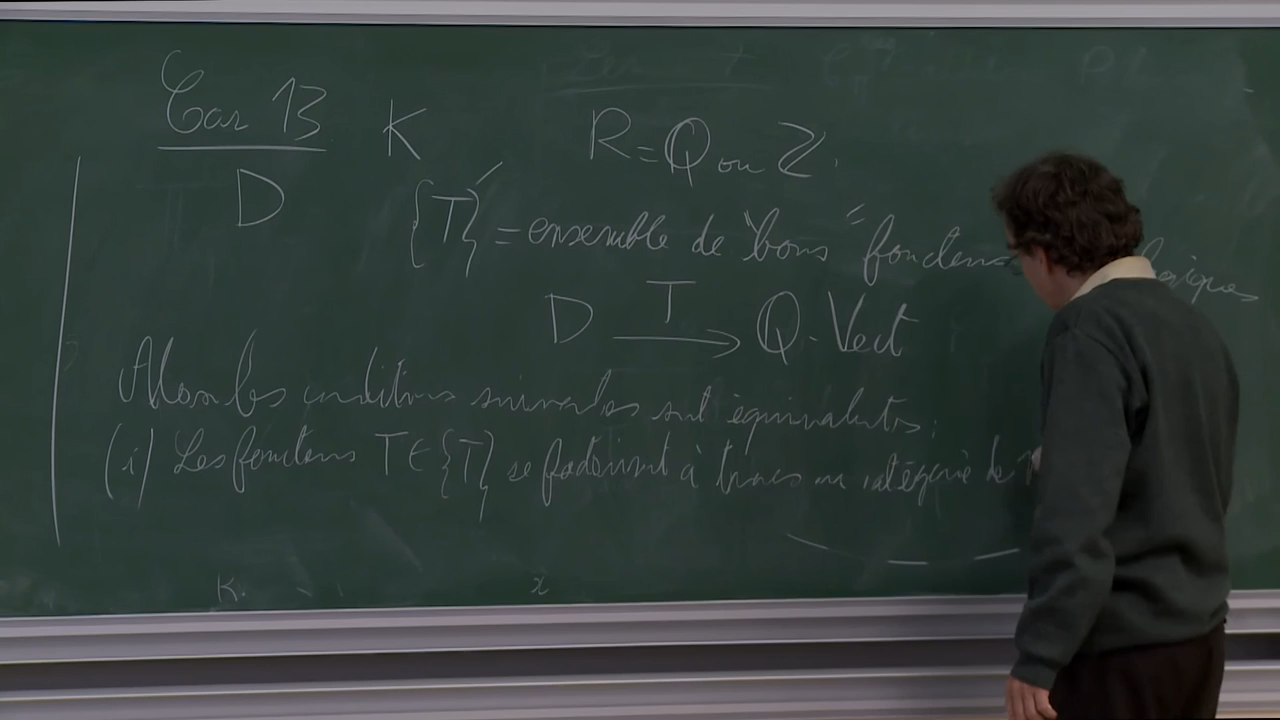 Cor 13 K R = Q ou Z.
D {T} = ensemble de "bons" foncteurs
D T → Q-Vect
Alors les conditions suivantes sont équivalentes :
(i) Les foncteurs T ∈ {T} se factorisent à travers une catégorie de
K. x